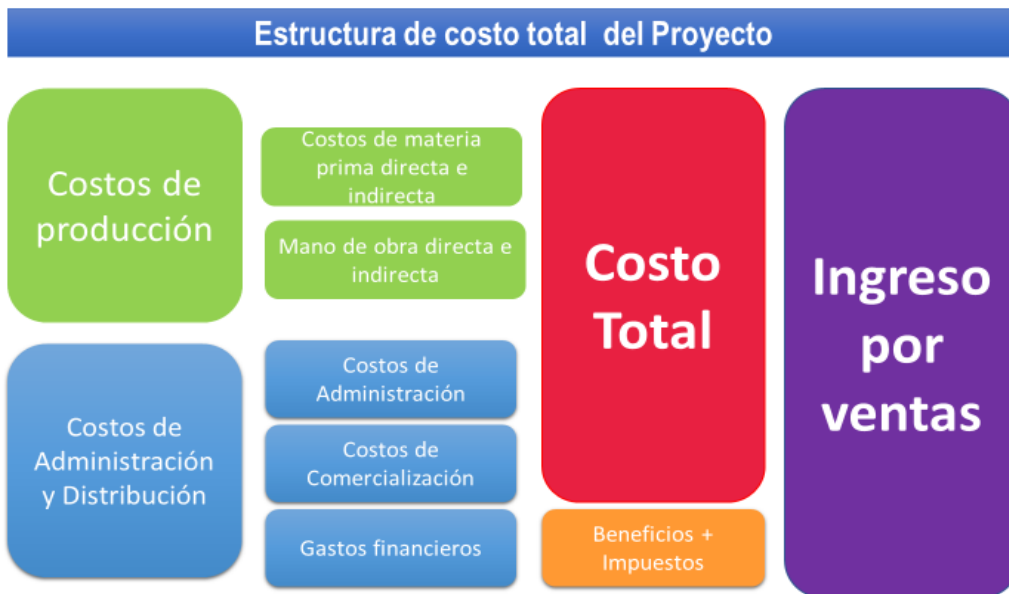 Estructura de costo total del Proyecto
Costos de
producción
Costos de materia
prima directa e
indirecta
Mano de obra directa e
indirecta
Costos de
Administración
y Distribución
Costos de
Administración
Costos de
Comercialización
Gastos financieros
Costo
Total
Beneficios +
Impuestos
Ingreso
por
ventas